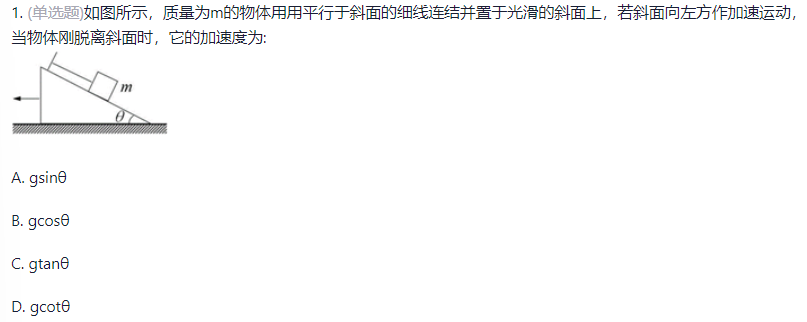 1. (单选题)如图所示，质量为m的物体用用平行于斜面的细线连结并置于光滑的斜面上，若斜面向左方作加速运动，
当物体刚脱离斜面时，它的加速度为:
m
θ
A. gsinθ
B. gcosθ
C. gtanθ
D. gcotθ